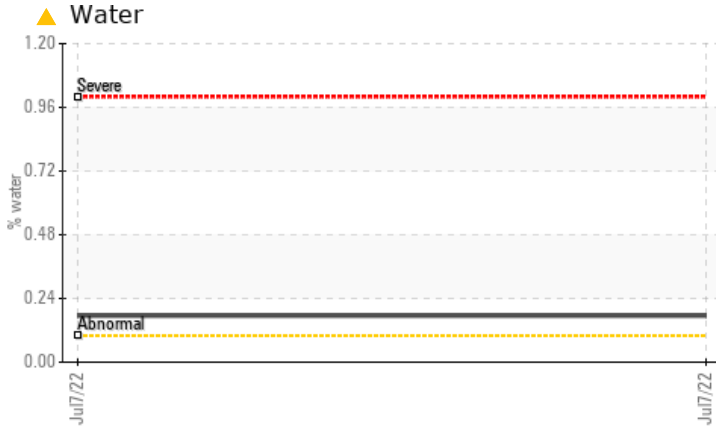 Water
1.20
Severe
0.96
0.72
% water
0.48
0.24
Abnormal
0.00
Jul7/22
Jul7/22